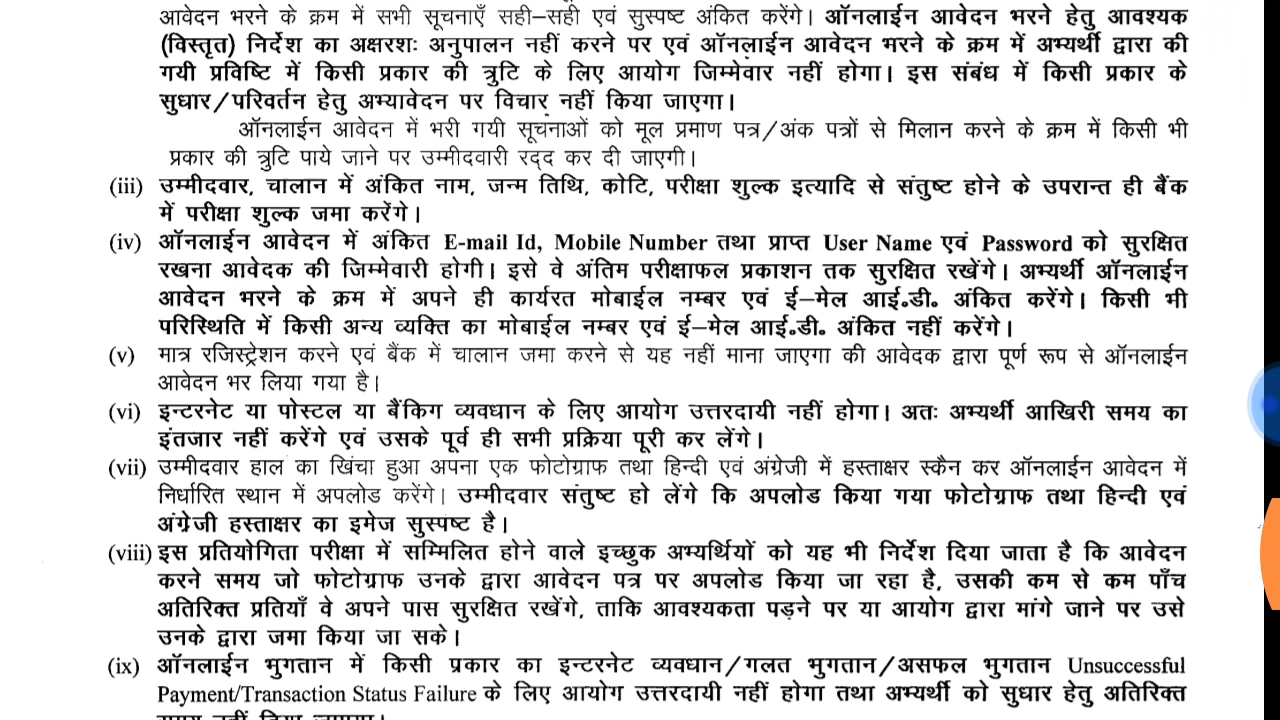 आवेदन भरने के क्रम में सभी सूचनाएँ सही–सही एवं सुस्पष्ट अंकित करेंगे। ऑनलाईन आवेदन भरने हेतु आवश्यक
(विस्तृत) निर्देश का अक्षरशः अनुपालन नहीं करने पर एवं ऑनलाईन आवेदन भरने के क्रम में अभ्यर्थी द्वारा की
गयी प्रविष्टि में किसी प्रकार की त्रुटि के लिए आयोग जिम्मेवार नहीं होगा। इस संबंध में किसी प्रकार के
सुधार/परिवर्तन हेतु अभ्यावेदन पर विचार नहीं किया जाएगा।
ऑनलाईन आवेदन में भरी गयी सूचनाओं को मूल प्रमाण पत्र/अंक पत्रों से मिलान करने के क्रम में किसी भी
प्रकार की त्रुटि पाये जाने पर उम्मीदवारी रद्द कर दी जाएगी।
(iii) उम्मीदवार, चालान में अंकित नाम, जन्म तिथि, कोटि, परीक्षा शुल्क इत्यादि से संतुष्ट होने के उपरान्त ही बैंक
में परीक्षा शुल्क जमा करेंगे।
(iv) ऑनलाईन आवेदन में अंकित E-mail Id, Mobile Number तथा प्राप्त User Name एवं Password को सुरक्षित
रखना आवेदक की जिम्मेवारी होगी। इसे वे अंतिम परीक्षाफल प्रकाशन तक सुरक्षित रखेंगे। अभ्यर्थी ऑनलाईन
आवेदन भरने के क्रम में अपने ही कार्यरत मोबाईल नम्बर एवं ई–मेल आई.डी. अंकित करेंगे। किसी भी
परिस्थिति में किसी अन्य व्यक्ति का मोबाईल नम्बर एवं ई–मेल आई.डी. अंकित नहीं करेंगे।
(v) मात्र रजिस्ट्रेशन करने एवं बैंक में चालान जमा करने से यह नहीं माना जाएगा की आवेदक द्वारा पूर्ण रूप से ऑनलाईन
आवेदन भर लिया गया है।
(vi) इन्टरनेट या पोस्टल या बैंकिग व्यवधान के लिए आयोग उत्तरदायी नहीं होगा। अतः अभ्यर्थी आखिरी समय का
इंतजार नहीं करेंगे एवं उसके पूर्व ही सभी प्रक्रिया पूरी कर लेंगे।
(vii) उम्मीदवार हाल का खिंचा हुआ अपना एक फोटोग्राफ तथा हिन्दी एवं अंग्रेजी में हस्ताक्षर स्कैन कर ऑनलाईन आवेदन में
निर्धारित स्थान में अपलोड करेंगे। उम्मीदवार संतुष्ट हो लेंगे कि अपलोड किया गया फोटोग्राफ तथा हिन्दी एवं
अंग्रेजी हस्ताक्षर का इमेज सुस्पष्ट है।
(viii) इस प्रतियोगिता परीक्षा में सम्मिलित होने वाले इच्छुक अभ्यर्थियों को यह भी निर्देश दिया जाता है कि आवेदन
करने समय जो फोटोग्राफ उनके द्वारा आवेदन पत्र पर अपलोड किया जा रहा है, उसकी कम से कम पाँच
अतिरिक्त प्रतियाँ वे अपने पास सुरक्षित रखेंगे, ताकि आवश्यकता पड़ने पर या आयोग द्वारा मांगे जाने पर उसे
उनके द्वारा जमा किया जा सके।
(ix) ऑनलाईन भुगतान में किसी प्रकार का इन्टरनेट व्यवधान/गलत भुगतान/असफल भुगतान Unsuccessful
Payment/Transaction Status Failure के लिए आयोग उत्तरदायी नहीं होगा तथा अभ्यर्थी को सुधार हेतु अतिरिक्त